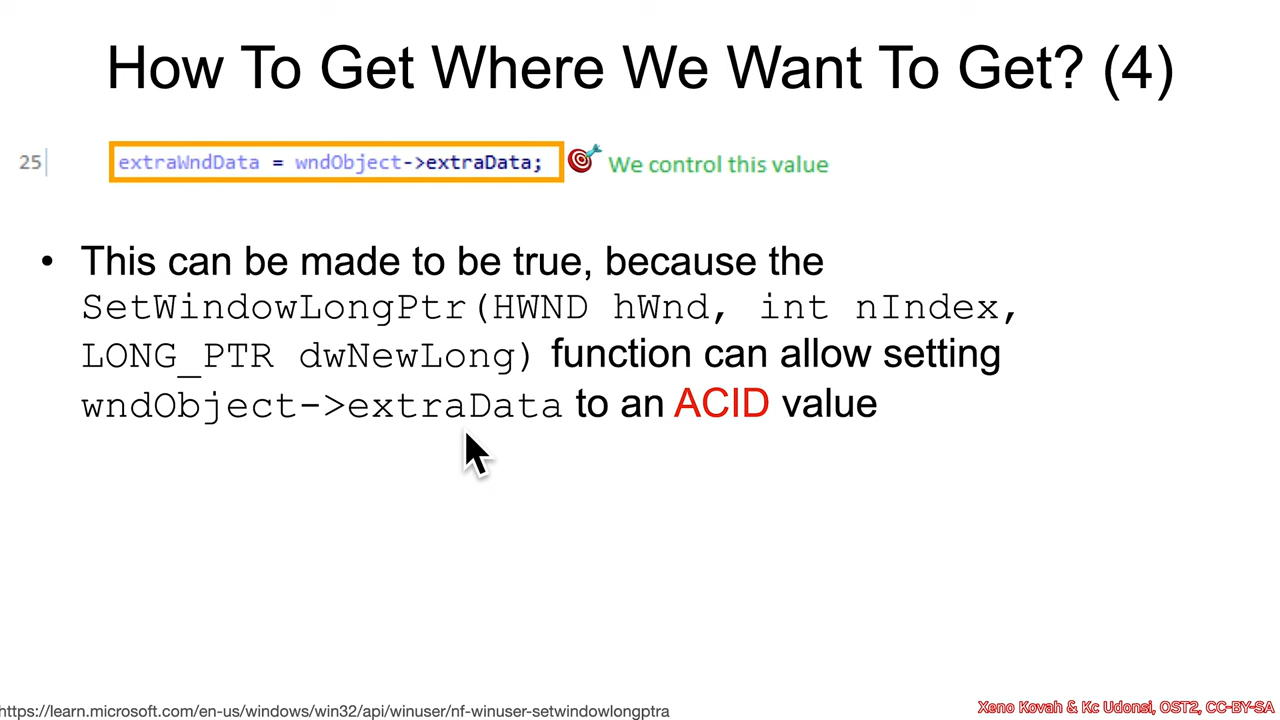 How To Get Where We Want To Get? (4)
25 extraWndData = wndObject->extraData; We control this value
• This can be made to be true, because the
SetWindowLongPtr(HWND hWnd, int nIndex,
LONG_PTR dwNewLong) function can allow setting
wndObject->extraData to an ACID value
https://learn.microsoft.com/en-us/windows/win32/api/winuser/nf-winuser-setwindowlongptra
Xeno Kovah & Kc Udonsi, OST2, CC-BY-SA